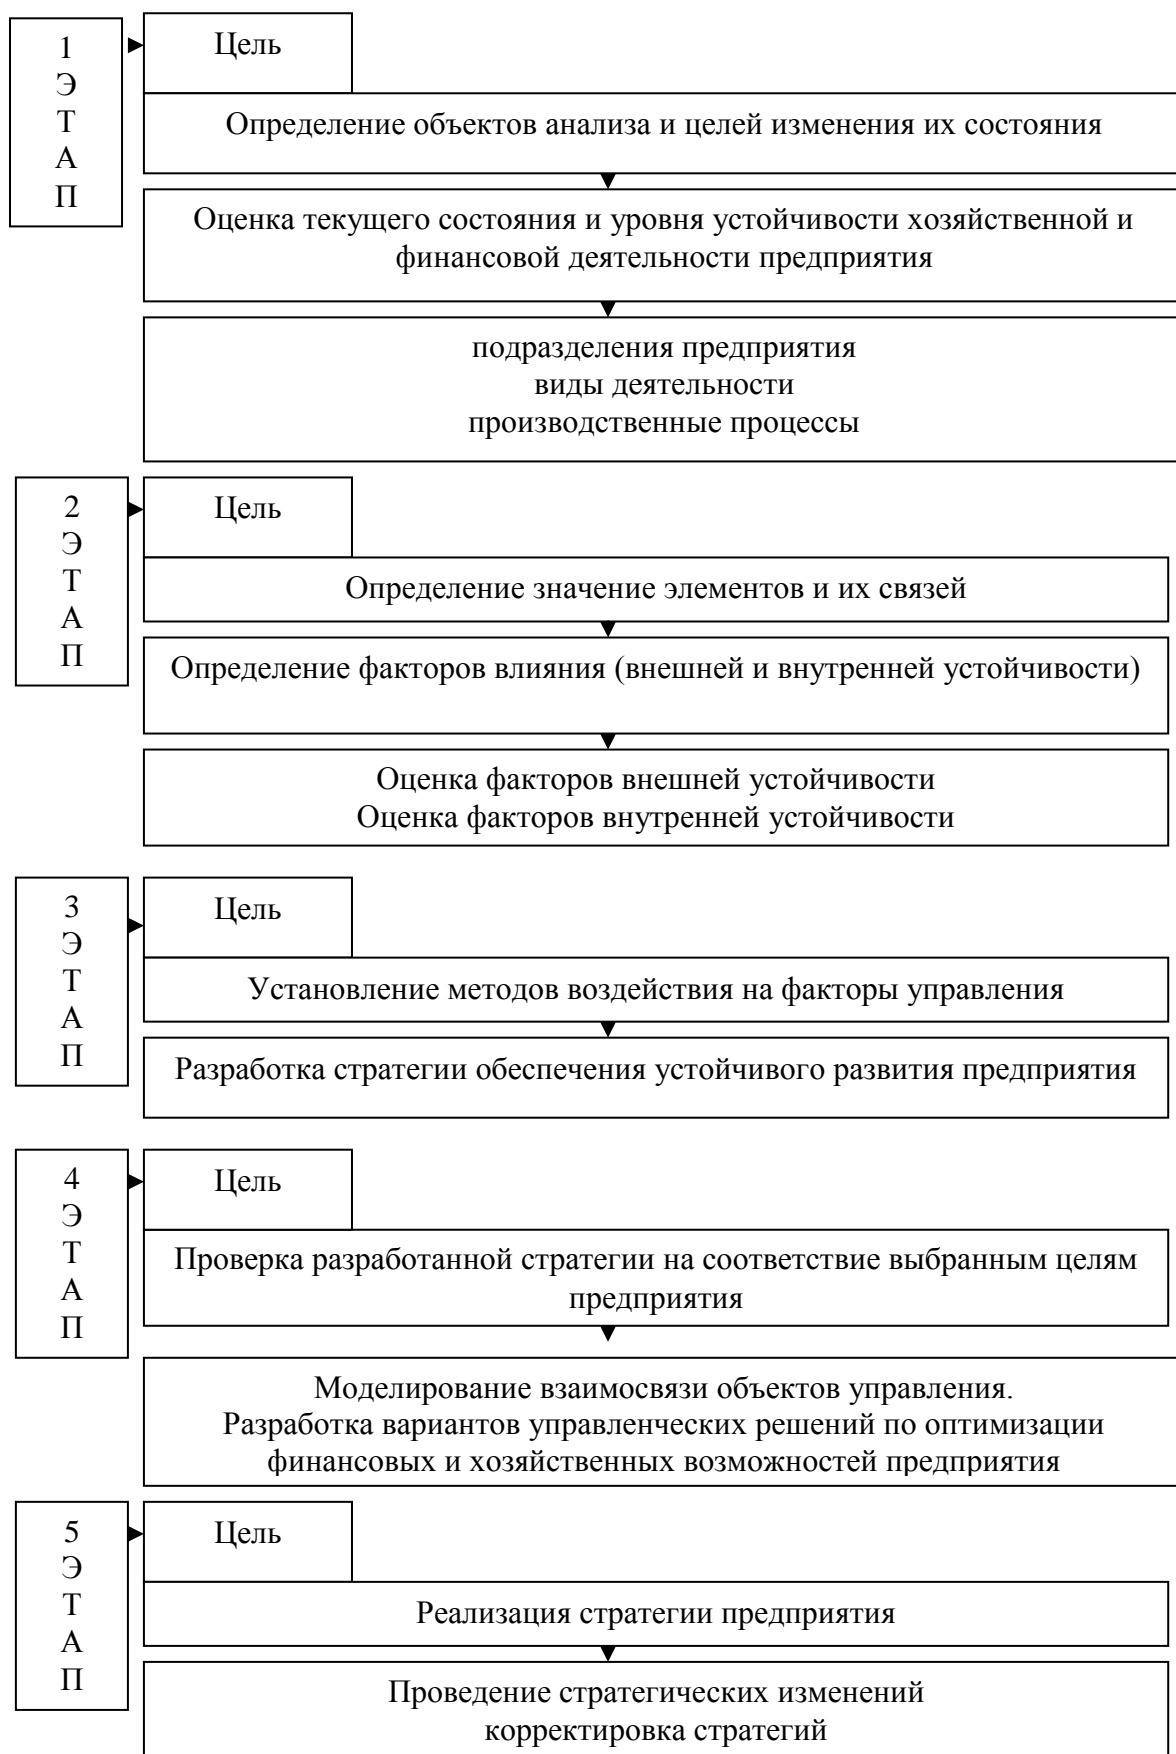 1
Э
Т
А
П
Цель
Определение объектов анализа и целей изменения их состояния
Оценка текущего состояния и уровня устойчивости хозяйственной и
финансовой деятельности предприятия
подразделения предприятия
виды деятельности
производственные процессы
2
Э
Т
А
П
Цель
Определение значение элементов и их связей
Определение факторов влияния (внешней и внутренней устойчивости)
Оценка факторов внешней устойчивости
Оценка факторов внутренней устойчивости
3
Э
Т
А
П
Цель
Установление методов воздействия на факторы управления
Разработка стратегии обеспечения устойчивого развития предприятия
4
Э
Т
А
П
Цель
Проверка разработанной стратегии на соответствие выбранным целям
предприятия
Моделирование взаимосвязи объектов управления.
Разработка вариантов управленческих решений по оптимизации
финансовых и хозяйственных возможностей предприятия
5
Э
Т
А
П
Цель
Реализация стратегии предприятия
Проведение стратегических изменений
корректировка стратегий